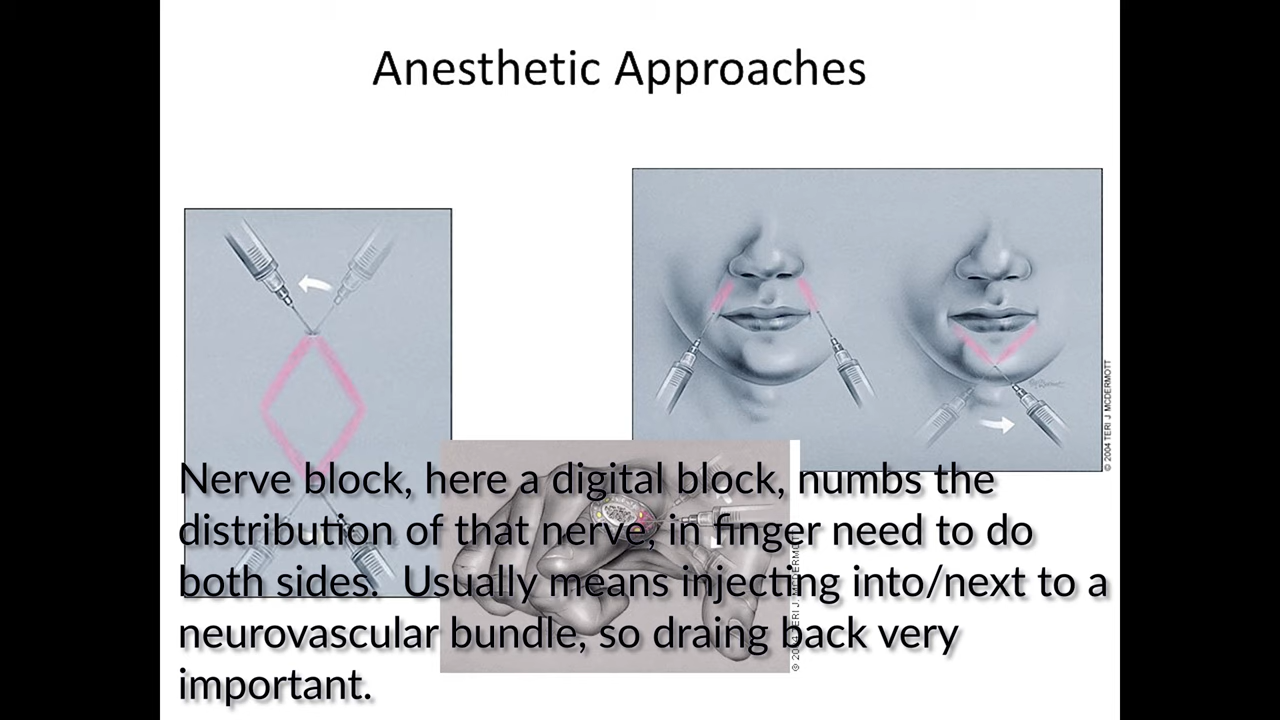 Anesthetic Approaches
© 2004 TERI J. MCDERMOTT
Nerve block, here a digital block, numbs the
distribution of that nerve, in finger need to do
both sides. Usually means injecting into/next to a
neurovascular bundle, so draing back very
important.